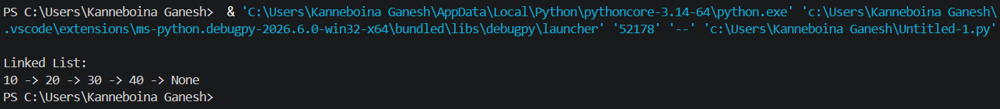 PS C:\Users\Kanneboina Ganesh>  & 'C:\Users\Kanneboina Ganesh\AppData\Local\Python\pythoncore-3.14-64\python.exe' 'c:\Users\Kanneboina Ganesh\
.vscode\extensions\ms-python.debugpy-2026.6.0-win32-x64\bundled\libs\debugpy\launcher' '52178' '--' 'c:\Users\Kanneboina Ganesh\Untitled-1.py'
Linked List:
10 -> 20 -> 30 -> 40 -> None
PS C:\Users\Kanneboina Ganesh>